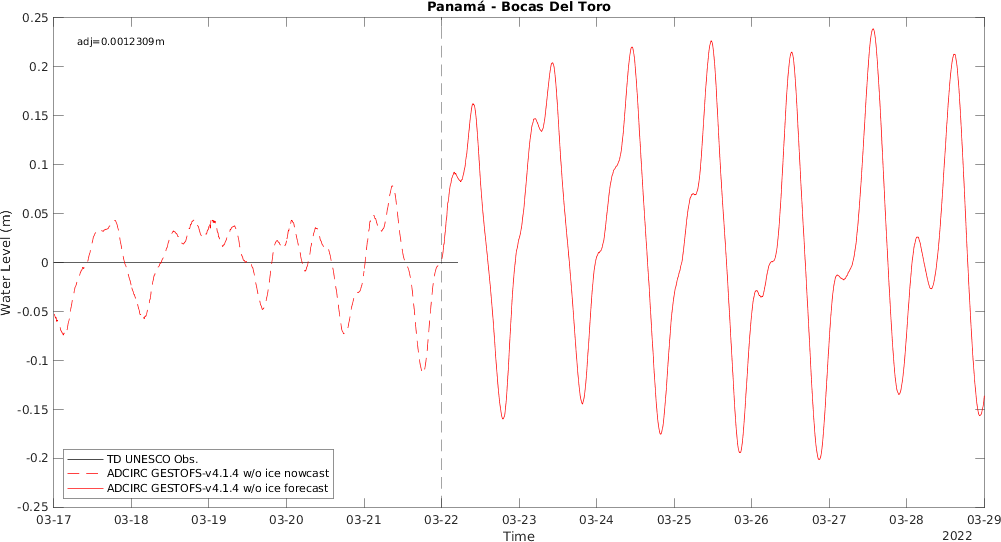 Panamá - Bocas Del Toro
adj=0.0012309m
0.25
0.2
0.15
0.1
0.05
0
-0.05
-0.1
-0.15
-0.2
-0.25
Water Level (m)
TD UNESCO Obs.
ADCIRC GESTOFS-v4.1.4 w/o ice nowcast
ADCIRC GESTOFS-v4.1.4 w/o ice forecast
03-17 03-18 03-19 03-20 03-21 03-22 03-23 03-24 03-25 03-26 03-27 03-28 03-29
Time
2022